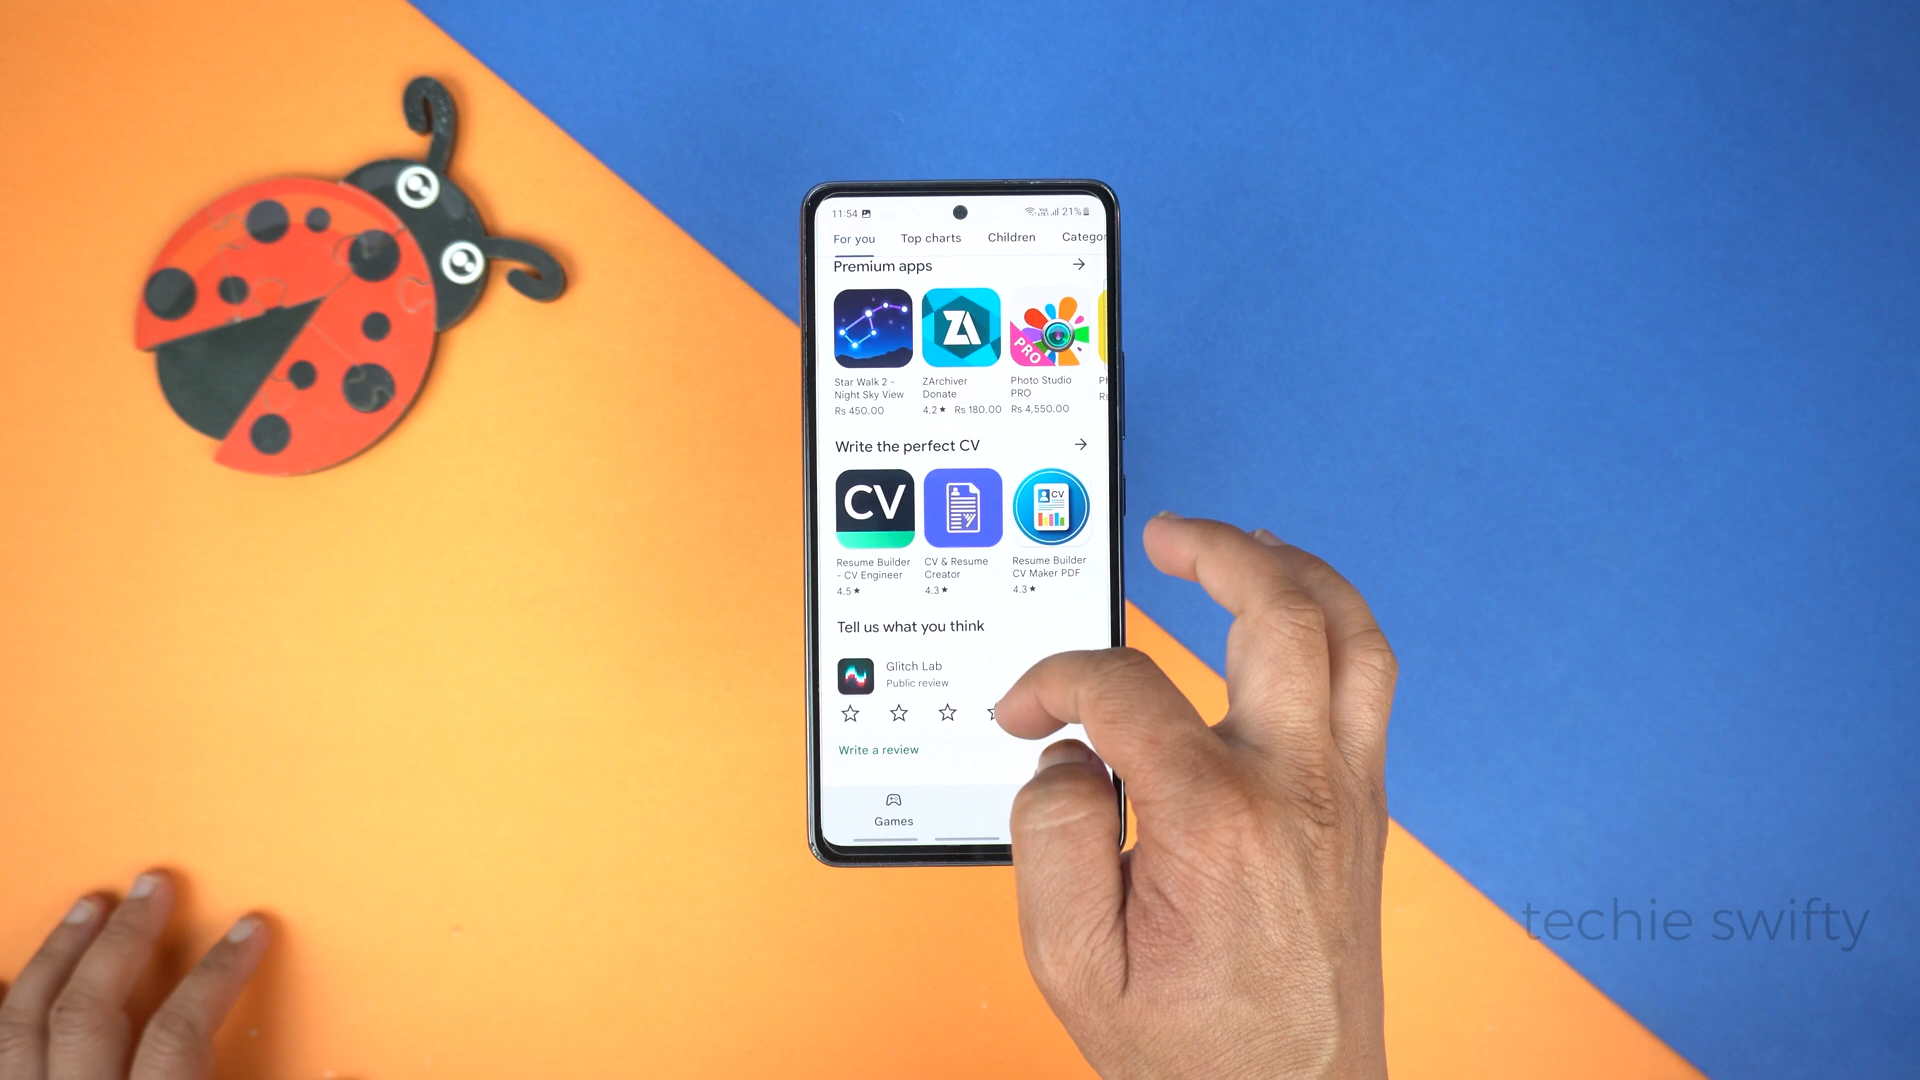 11:54
21%
For you Top charts Children Categor
Premium apps
PRO
Star Walk 2 -
Night Sky View
Rs 450.00
ZArchiver
Donate
4.2★ Rs 180.00
Photo Studio
PRO
Rs 4,550.00
Write the perfect CV
CV
CV
Resume Builder
- CV Engineer
4.5★
CV & Resume
Creator
4.3★
Resume Builder
CV Maker PDF
4.3★
Tell us what you think
Glitch Lab
Public review
Write a review
Games
techie swifty